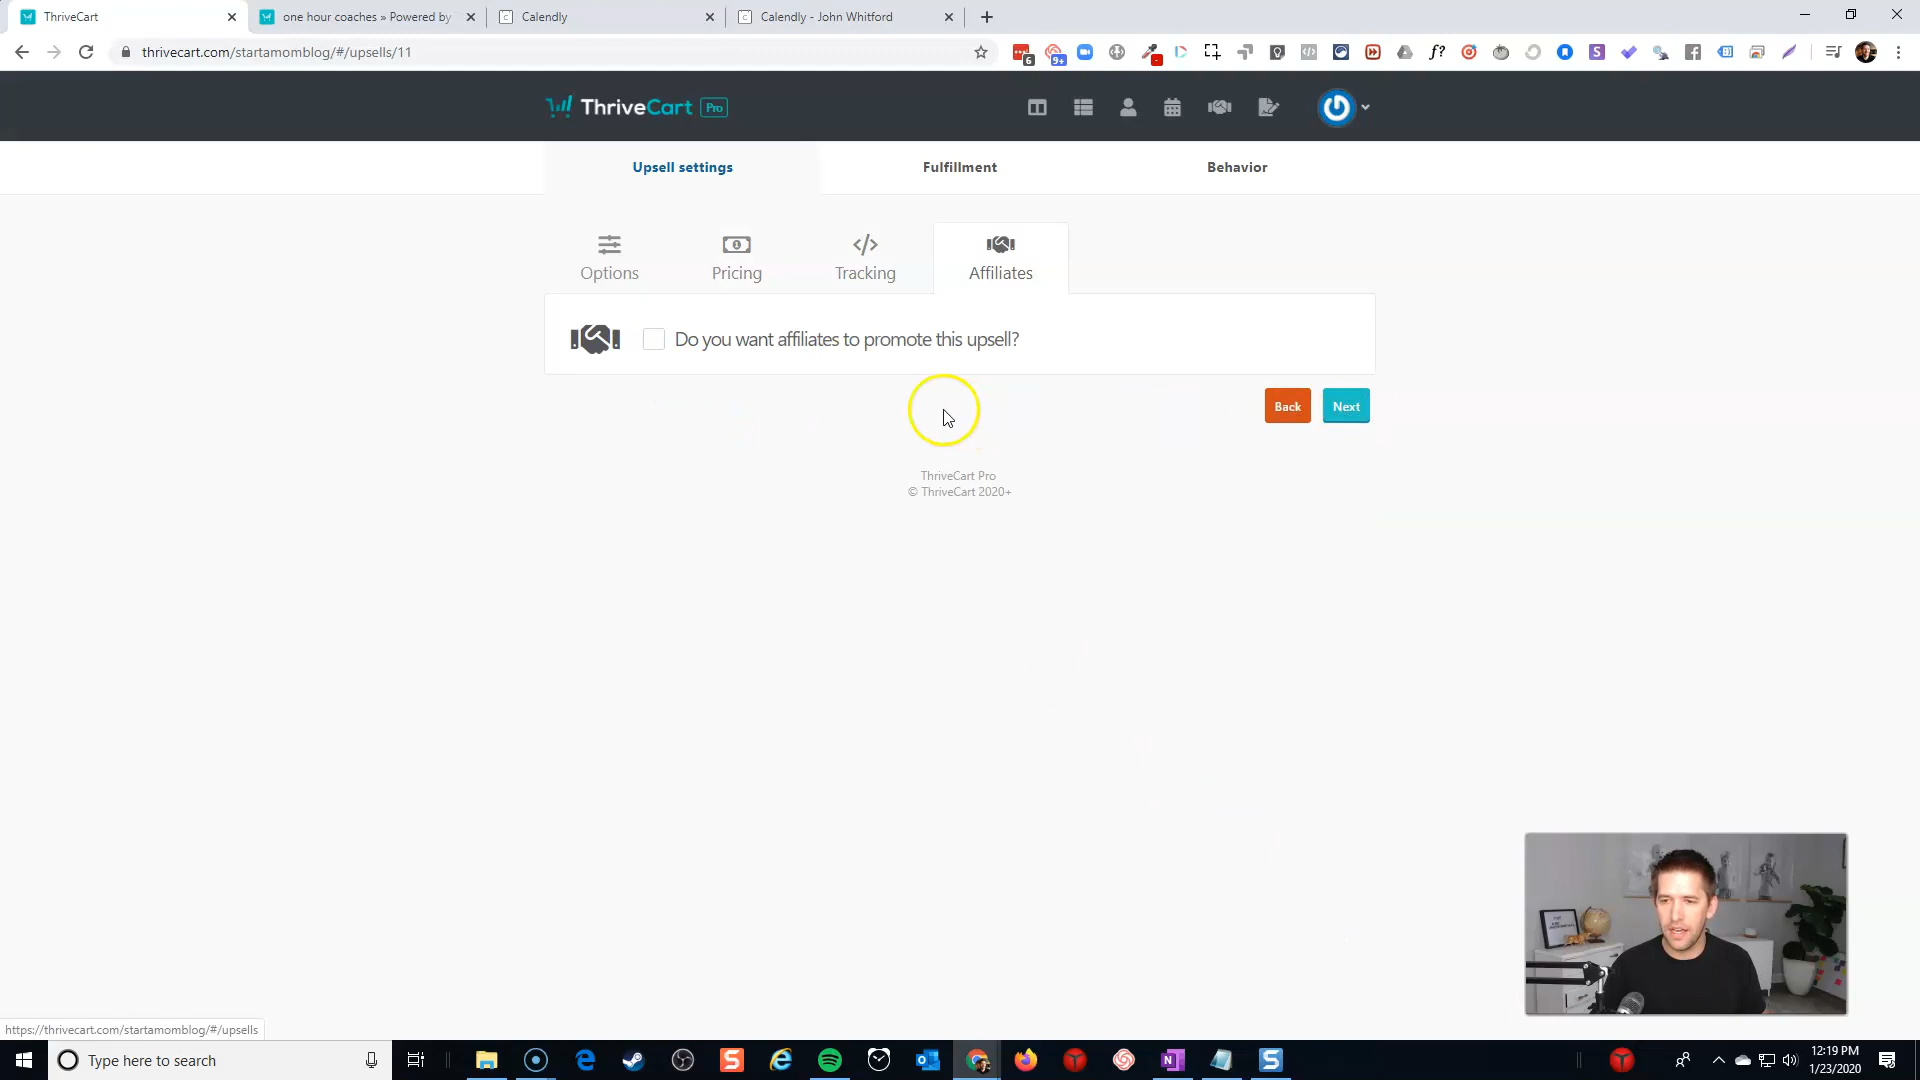 ThriveCart
one hour coaches » Powered by
Calendly
Calendly - John Whitford
thrivecart.com/startamomblog/#/upsells/11
6
9+
f?
S
ThriveCart Pro
Upsell settings
Fulfillment
Behavior
Options
Pricing
Tracking
Affiliates
Do you want affiliates to promote this upsell?
Back
Next
ThriveCart Pro
© ThriveCart 2020+
https://thrivecart.com/startamomblog/#/upsells
Type here to search
12:19 PM
1/23/2020